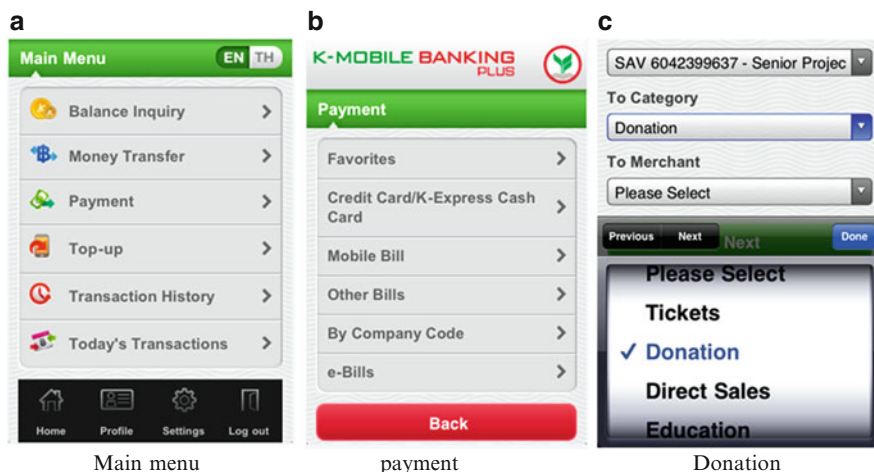 a
Main Menu
EN TH
Balance Inquiry
Money Transfer
Payment
Top-up
Transaction History
Today's Transactions
Home Profile Settings Log out
Main menu
b
K-MOBILE BANKING
PLUS
Payment
Favorites
Credit Card/K-Express Cash
Card
Mobile Bill
Other Bills
By Company Code
e-Bills
Back
payment
c
SAV 6042399637 - Senior Projec
To Category
Donation
To Merchant
Please Select
Previous Next Next Done
Please Select
Tickets
✓ Donation
Direct Sales
Education
Donation